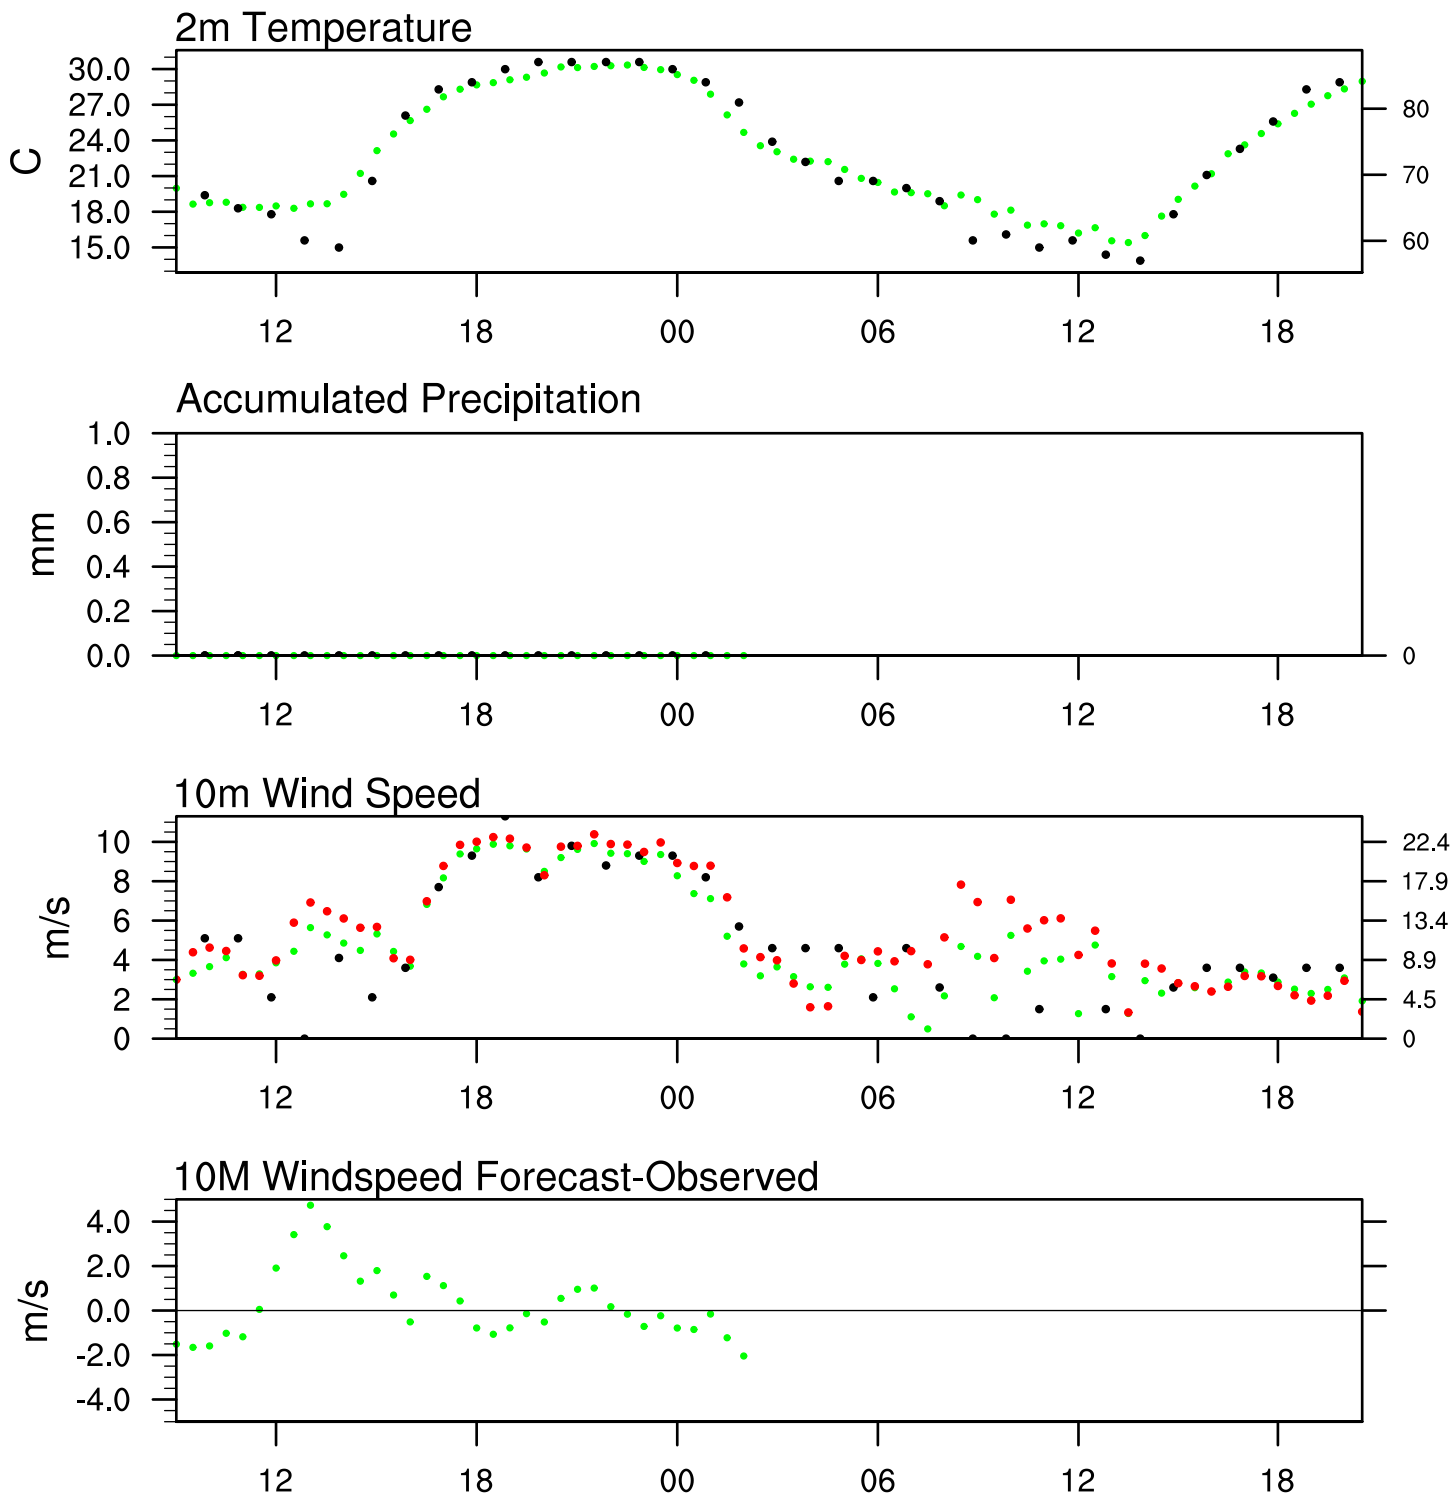 2m Temperature
30.0
27.0
24.0
21.0
18.0
15.0
C
80
70
60
12 18 00 06 12 18
Accumulated Precipitation
1.0
0.8
0.6
0.4
0.2
0.0
mm
0
12 18 00 06 12 18
10m Wind Speed
10
8
6
4
2
0
m/s
22.4
17.9
13.4
8.9
4.5
0
12 18 00 06 12 18
10M Windspeed Forecast-Observed
4.0
2.0
0.0
-2.0
-4.0
m/s
12 18 00 06 12 18